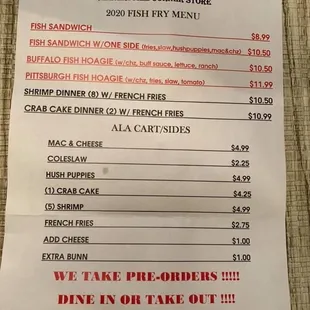 STORE
2020 FISH FRY MENU
FISH SANDWICH $8.99
FISH SANDWICH W/ONE SIDE (fries,slaw,hushpuppies,mac&chz) $10.50
BUFFALO FISH HOAGIE (w/chz, buff sauce, lettuce, ranch) $10.50
PITTSBURGH FISH HOAGIE (w/chz, fries, slaw, tomato) $11.99
SHRIMP DINNER (8) W/ FRENCH FRIES $10.50
CRAB CAKE DINNER (2) W/ FRENCH FRIES $10.99
ALA CART/SIDES
MAC & CHEESE $4.99
COLESLAW $2.25
HUSH PUPPIES $4.99
(1) CRAB CAKE $4.25
(5) SHRIMP $4.99
FRENCH FRIES $2.75
ADD CHEESE $1.00
EXTRA BUNN $1.00
WE TAKE PRE-ORDERS !!!!!
DINE IN OR TAKE OUT !!!!